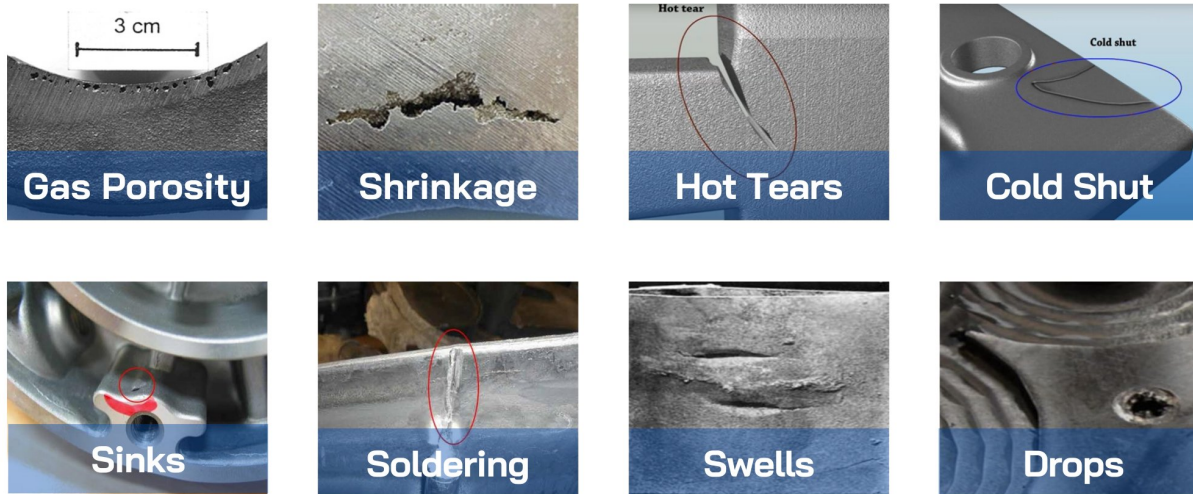 3 cm
Gas Porosity
Shrinkage
Hot tear
Hot Tears
Cold shut
Cold Shut
Sinks
Soldering
Swells
Drops